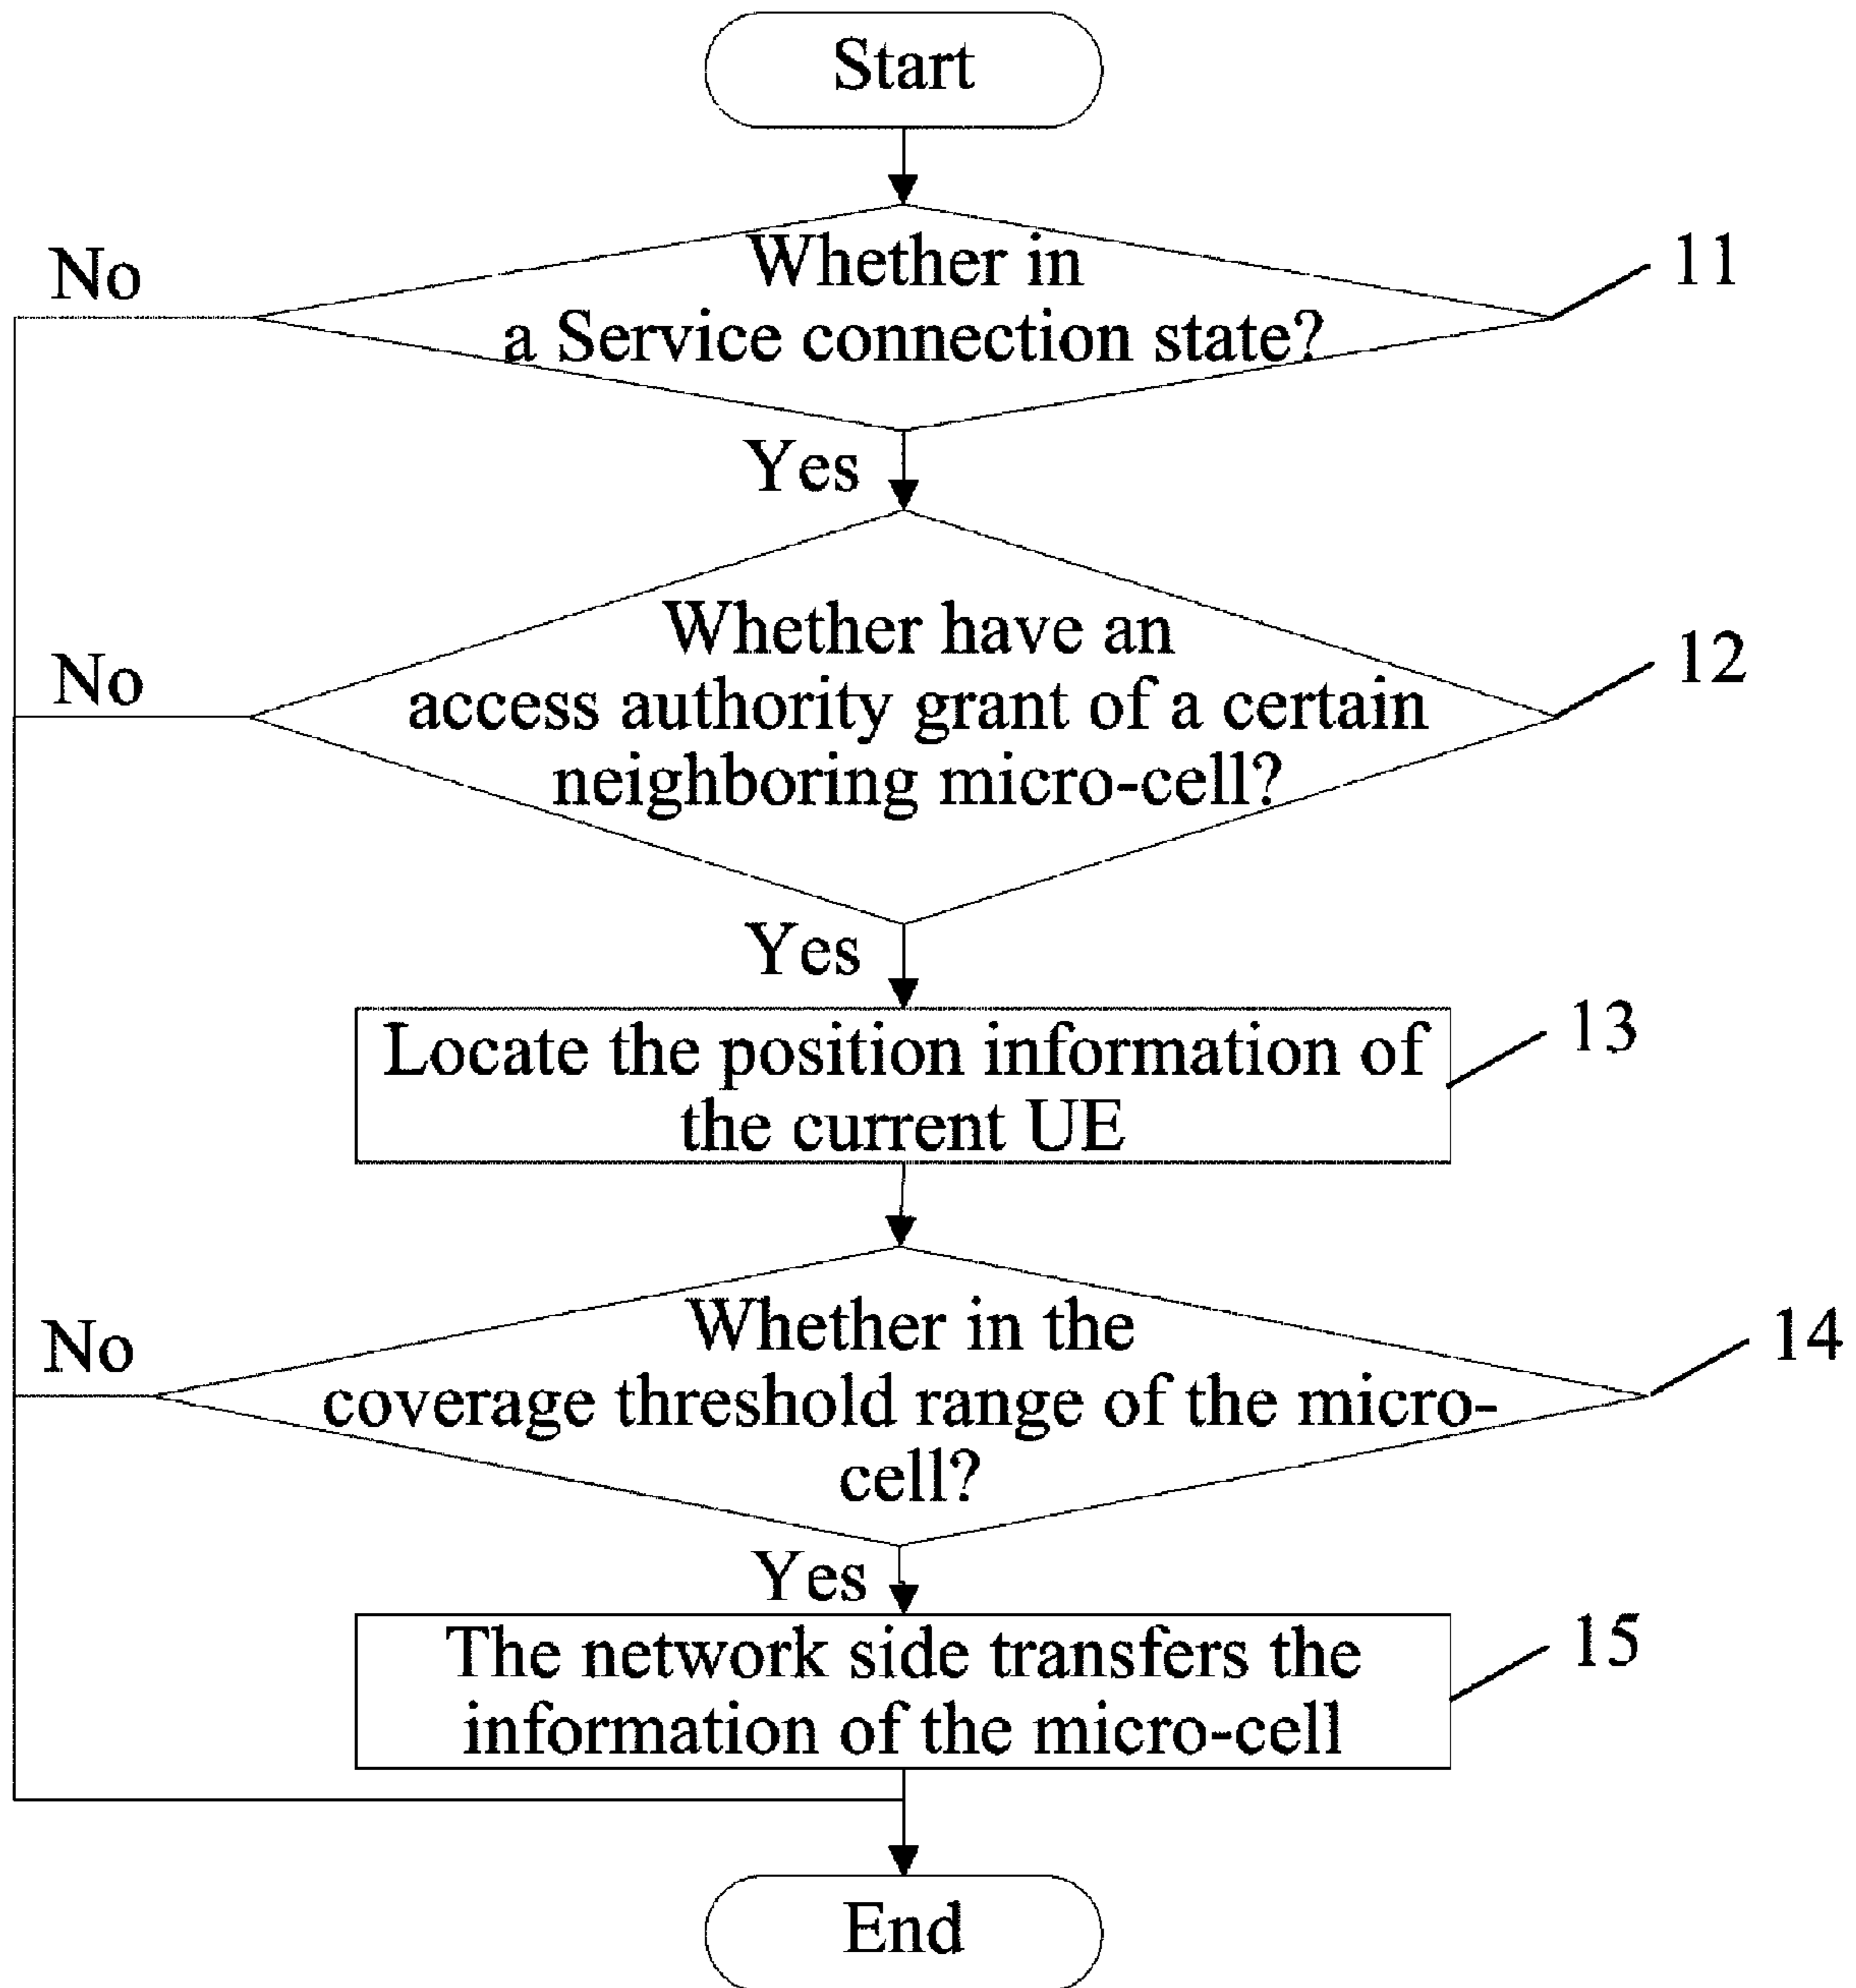 Start
Whether in
a Service connection state?
11
No
Yes
Whether have an
access authority grant of a certain
neighboring micro-cell?
12
No
Yes
Locate the position information of
the current UE
13
Whether in the
coverage threshold range of the micro-
cell?
14
No
Yes
The network side transfers the
information of the micro-cell
15
End